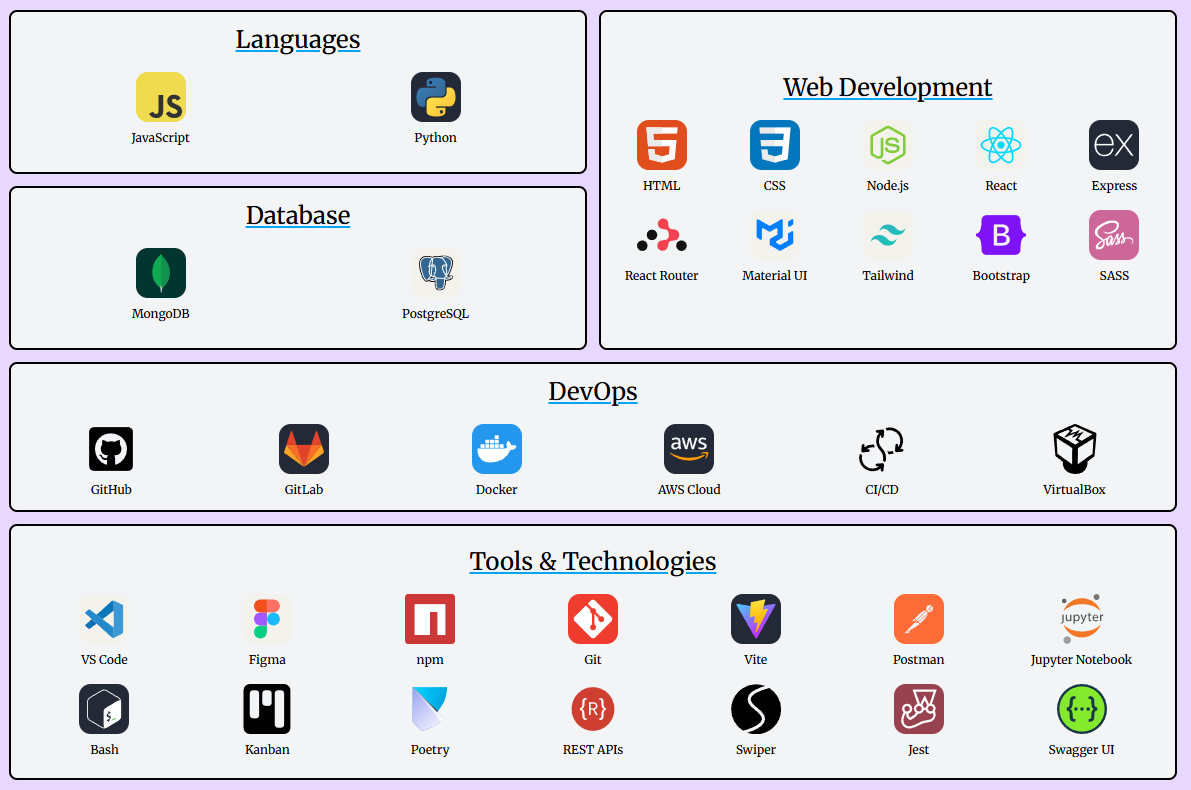 Languages
JS
JavaScript
Python
Database
MongoDB
PostgreSQL
Web Development
HTML
CSS
JS
Node.js
React
ex
Express
React Router
Material UI
Tailwind
B
Bootstrap
Sass
SASS
DevOps
GitHub
GitLab
Docker
aws
AWS Cloud
CI/CD
VirtualBox
Tools & Technologies
VS Code
Figma
npm
Git
Vite
Postman
jupyter
Jupyter Notebook
$_
Bash
Kanban
Poetry
{R}
REST APIs
Swiper
Jest
{···}
Swagger UI